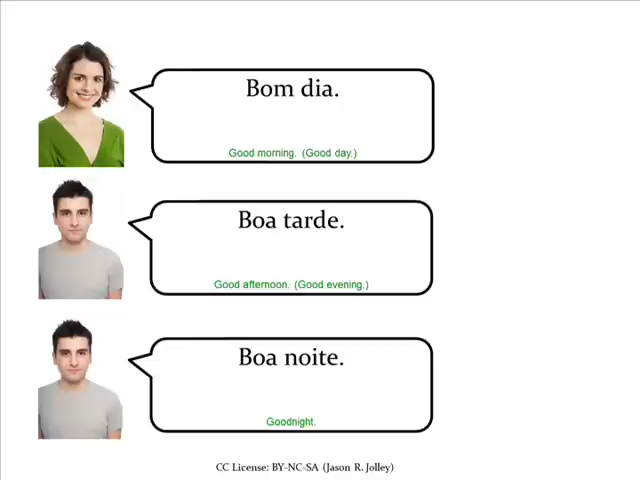 Bom dia.
Good morning. (Good day.)
Boa tarde.
Good afternoon. (Good evening.)
Boa noite.
Goodnight.
CC License: BY-NC-SA (Jason R. Jolley)